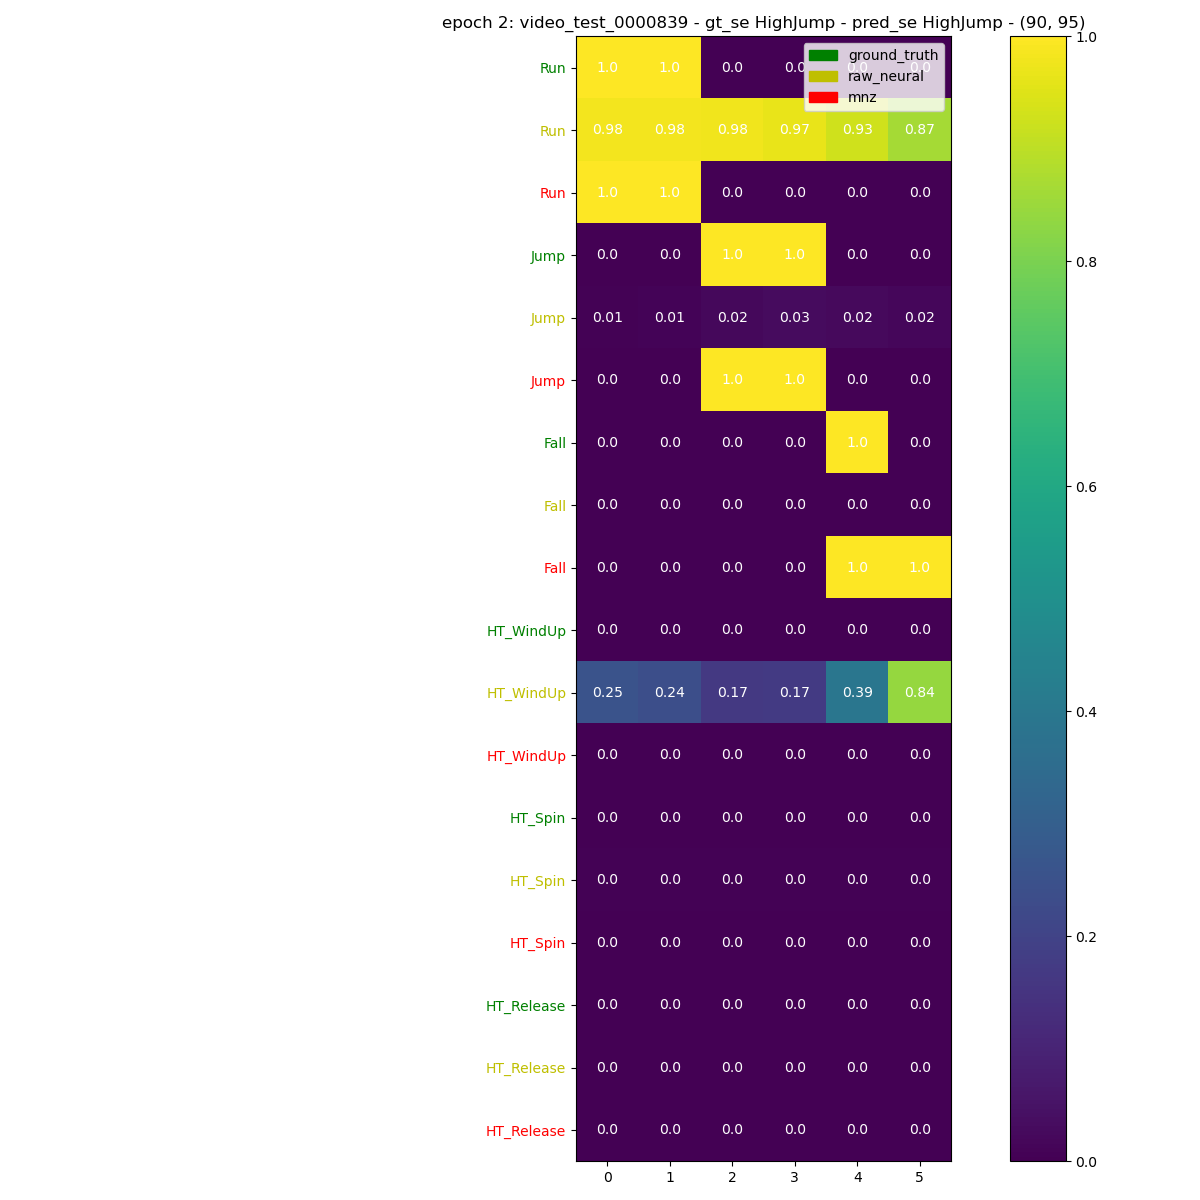 epoch 2: video_test_0000839 - gt_se HighJump - pred_se HighJump - (90, 95)
ground_truth
raw_neural
mnz
Run 1.0 1.0 0.0 0.0 0.0 0.0
Run 0.98 0.98 0.98 0.97 0.93 0.87
Run 1.0 1.0 0.0 0.0 0.0 0.0
Jump 0.0 0.0 1.0 1.0 0.0 0.0
Jump 0.01 0.01 0.02 0.03 0.02 0.02
Jump 0.0 0.0 1.0 1.0 0.0 0.0
Fall 0.0 0.0 0.0 0.0 1.0 0.0
Fall 0.0 0.0 0.0 0.0 0.0 0.0
Fall 0.0 0.0 0.0 0.0 1.0 1.0
HT_WindUp 0.0 0.0 0.0 0.0 0.0 0.0
HT_WindUp 0.25 0.24 0.17 0.17 0.39 0.84
HT_WindUp 0.0 0.0 0.0 0.0 0.0 0.0
HT_Spin 0.0 0.0 0.0 0.0 0.0 0.0
HT_Spin 0.0 0.0 0.0 0.0 0.0 0.0
HT_Spin 0.0 0.0 0.0 0.0 0.0 0.0
HT_Release 0.0 0.0 0.0 0.0 0.0 0.0
HT_Release 0.0 0.0 0.0 0.0 0.0 0.0
HT_Release 0.0 0.0 0.0 0.0 0.0 0.0
0 1 2 3 4 5
1.0
0.8
0.6
0.4
0.2
0.0